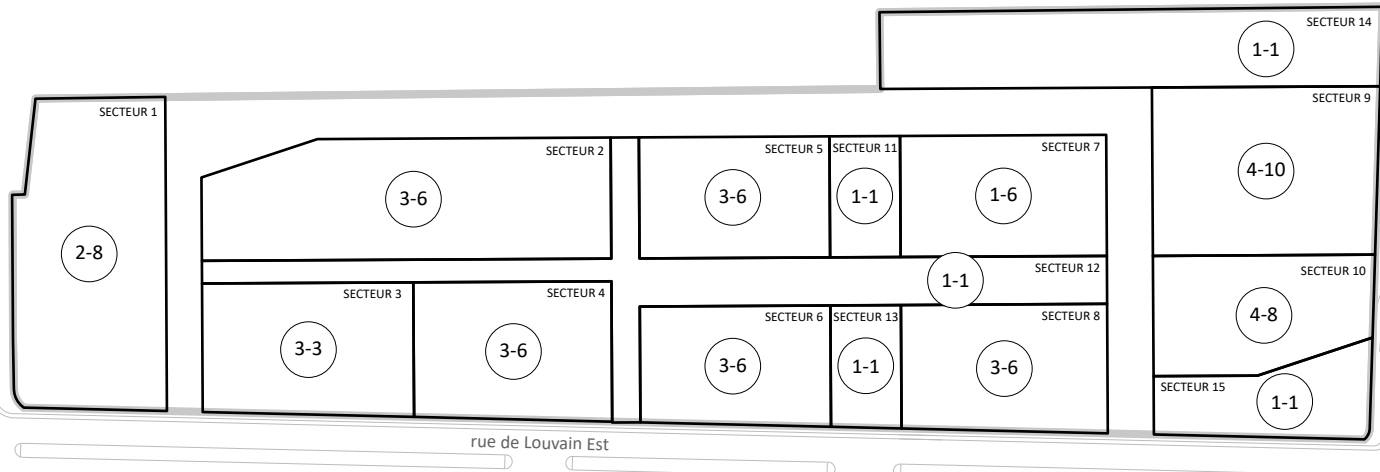 SECTEUR 14
1-1
SECTEUR 1
2-8
SECTEUR 2
3-6
SECTEUR 5
3-6
SECTEUR 11
1-1
SECTEUR 7
1-6
SECTEUR 9
4-10
SECTEUR 12
1-1
SECTEUR 3
3-3
SECTEUR 4
3-6
SECTEUR 6
3-6
SECTEUR 13
1-1
SECTEUR 8
3-6
SECTEUR 10
4-8
SECTEUR 15
1-1
rue de Louvain Est